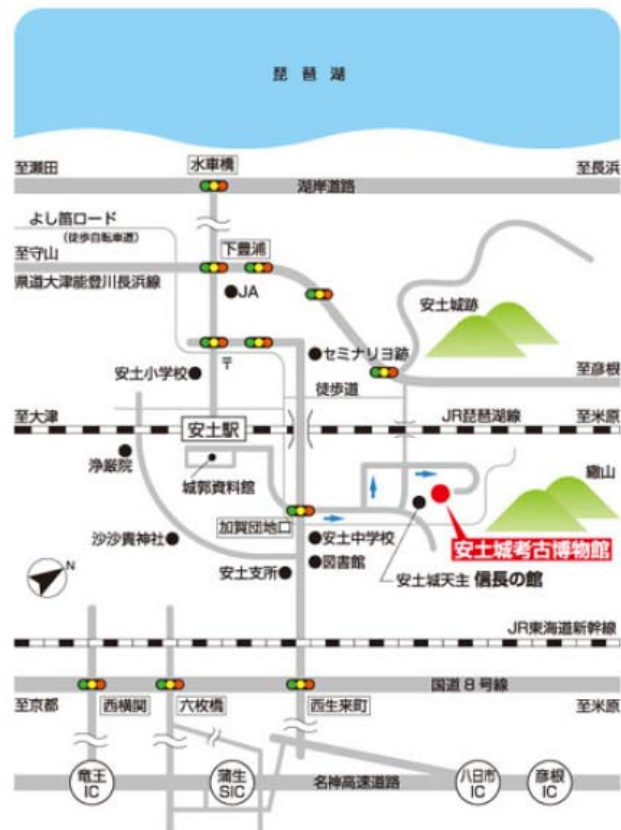 琵 琶 湖
水車橋
至瀬田
至長浜
湖岸道路
よし笛ロード
(徒歩自転車道)
下豊浦
至守山
県道大津能登川長浜線
JA
安土城跡
セミナリヨ跡
〒
安土小学校
至彦根
徒歩道
至大津
安土駅
JR琵琶湖線
至米原
浄厳院
城郭資料館
繖山
加賀団地口
安土中学校
安土城考古博物館
沙沙貴神社
図書館
安土城天主 信長の館
安土支所
N
JR東海道新幹線
国道8号線
至京都
西横関
六枚橋
西生来町
至米原
竜王
IC
蒲生
SIC
名神高速道路
八日市
IC
彦根
IC